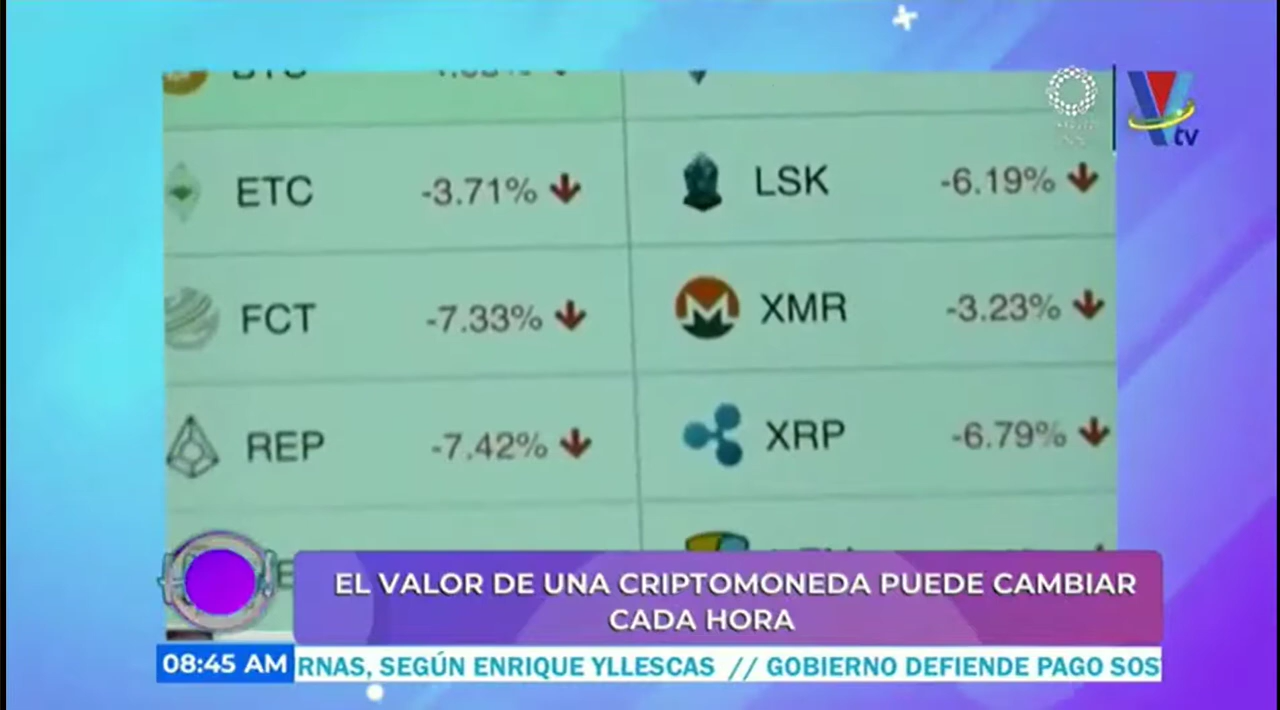 BTC
ETC -3.71%
LSK -6.19%
FCT -7.33%
XMR -3.23%
REP -7.42%
XRP -6.79%
tv
EL VALOR DE UNA CRIPTOMONEDA PUEDE CAMBIAR
CADA HORA
08:45 AM RNAS, SEGÚN ENRIQUE YLLESCAS // GOBIERNO DEFIENDE PAGO SOS